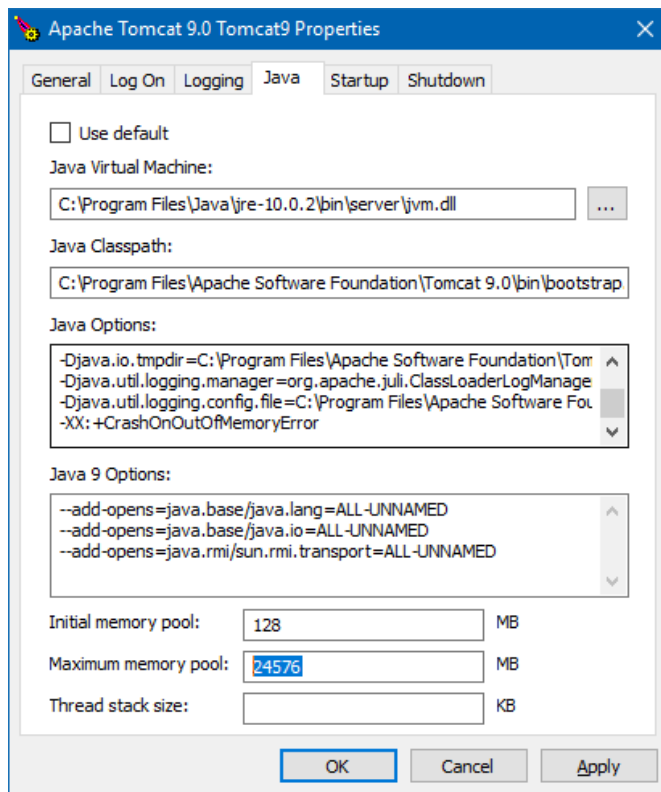 Apache Tomcat 9.0 Tomcat9 Properties
General Log On Logging Java Startup Shutdown
Use default
Java Virtual Machine:
C:\Program Files\Java\jre-10.0.2\bin\server\jvm.dll
...
Java Classpath:
C:\Program Files\Apache Software Foundation\Tomcat 9.0\bin\bootstrap
Java Options:
-Djava.io.tmpdir=C:\Program Files\Apache Software Foundation\Tom
-Djava.util.logging.manager=org.apache.juli.ClassLoaderLogManage
-Djava.util.logging.config.file=C:\Program Files\Apache Software Fou
-XX:+CrashOnOutOfMemoryError
Java 9 Options:
--add-opens=java.base/java.lang=ALL-UNNAMED
--add-opens=java.base/java.io=ALL-UNNAMED
--add-opens=java.rmi/sun.rmi.transport=ALL-UNNAMED
Initial memory pool: 128 MB
Maximum memory pool: 24576 MB
Thread stack size: KB
OK Cancel Apply